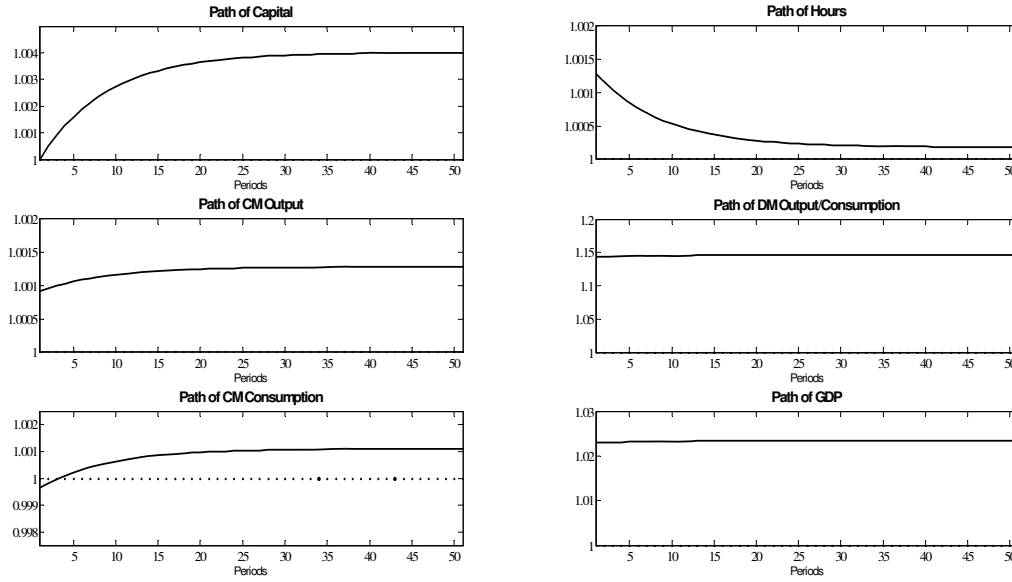 Path of Capital
1.004
1.003
1.002
1.001
1
5 10 15 20 25 30 35 40 45 50
Periods
Path of Hours
1.002
1.0015
1.001
1.0005
1
5 10 15 20 25 30 35 40 45 50
Periods
Path of CM Output
1.002
1.0015
1.001
1.0005
1
5 10 15 20 25 30 35 40 45 50
Periods
Path of DM Output/Consumption
1.2
1.15
1.1
1.05
1
5 10 15 20 25 30 35 40 45 50
Periods
Path of CM Consumption
1.002
1.001
1
0.999
0.998
5 10 15 20 25 30 35 40 45 50
Periods
Path of GDP
1.03
1.02
1.01
1
5 10 15 20 25 30 35 40 45 50
Periods